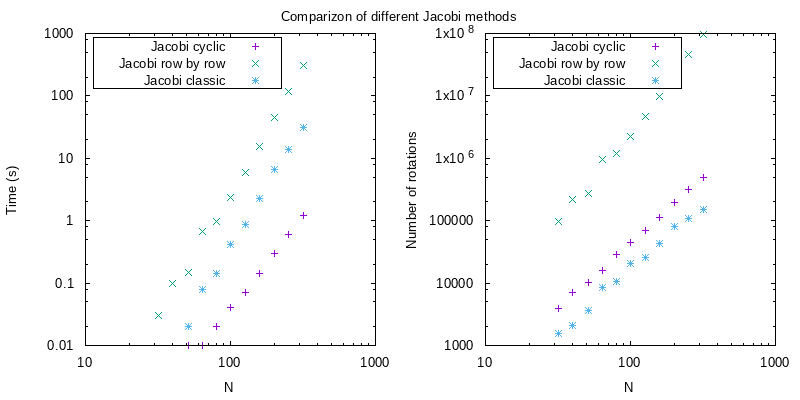 Comparizon of different Jacobi methods
Time (s)
1000
100
10
1
0.1
0.01
Jacobi cyclic
Jacobi row by row
Jacobi classic
10 100 1000
N
Number of rotations
1x10^8
1x10^7
1x10^6
100000
10000
1000
Jacobi cyclic
Jacobi row by row
Jacobi classic
10 100 1000
N